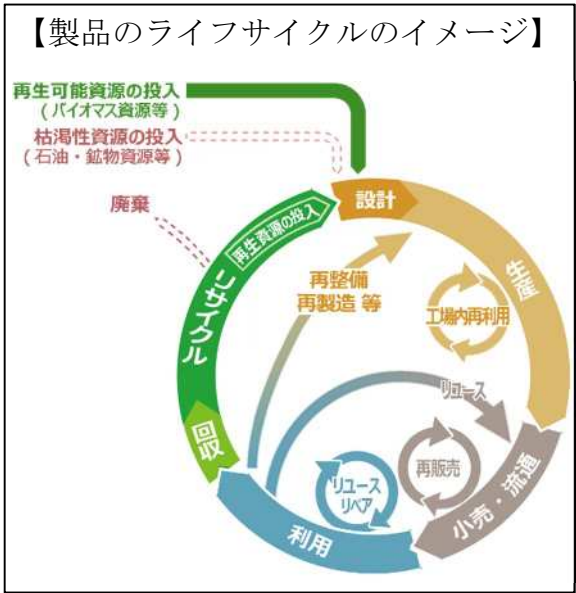 【製品のライフサイクルのイメージ】
再生可能資源の投入
（バイオマス資源等）
枯渇性資源の投入
（石油・鉱物資源等）
廃棄
設計
再生資源の投入
生産
再整備
再製造 等
工場内再利用
リサイクル
リユース
回収
再販売
リユース
リペア
小売・流通
利用